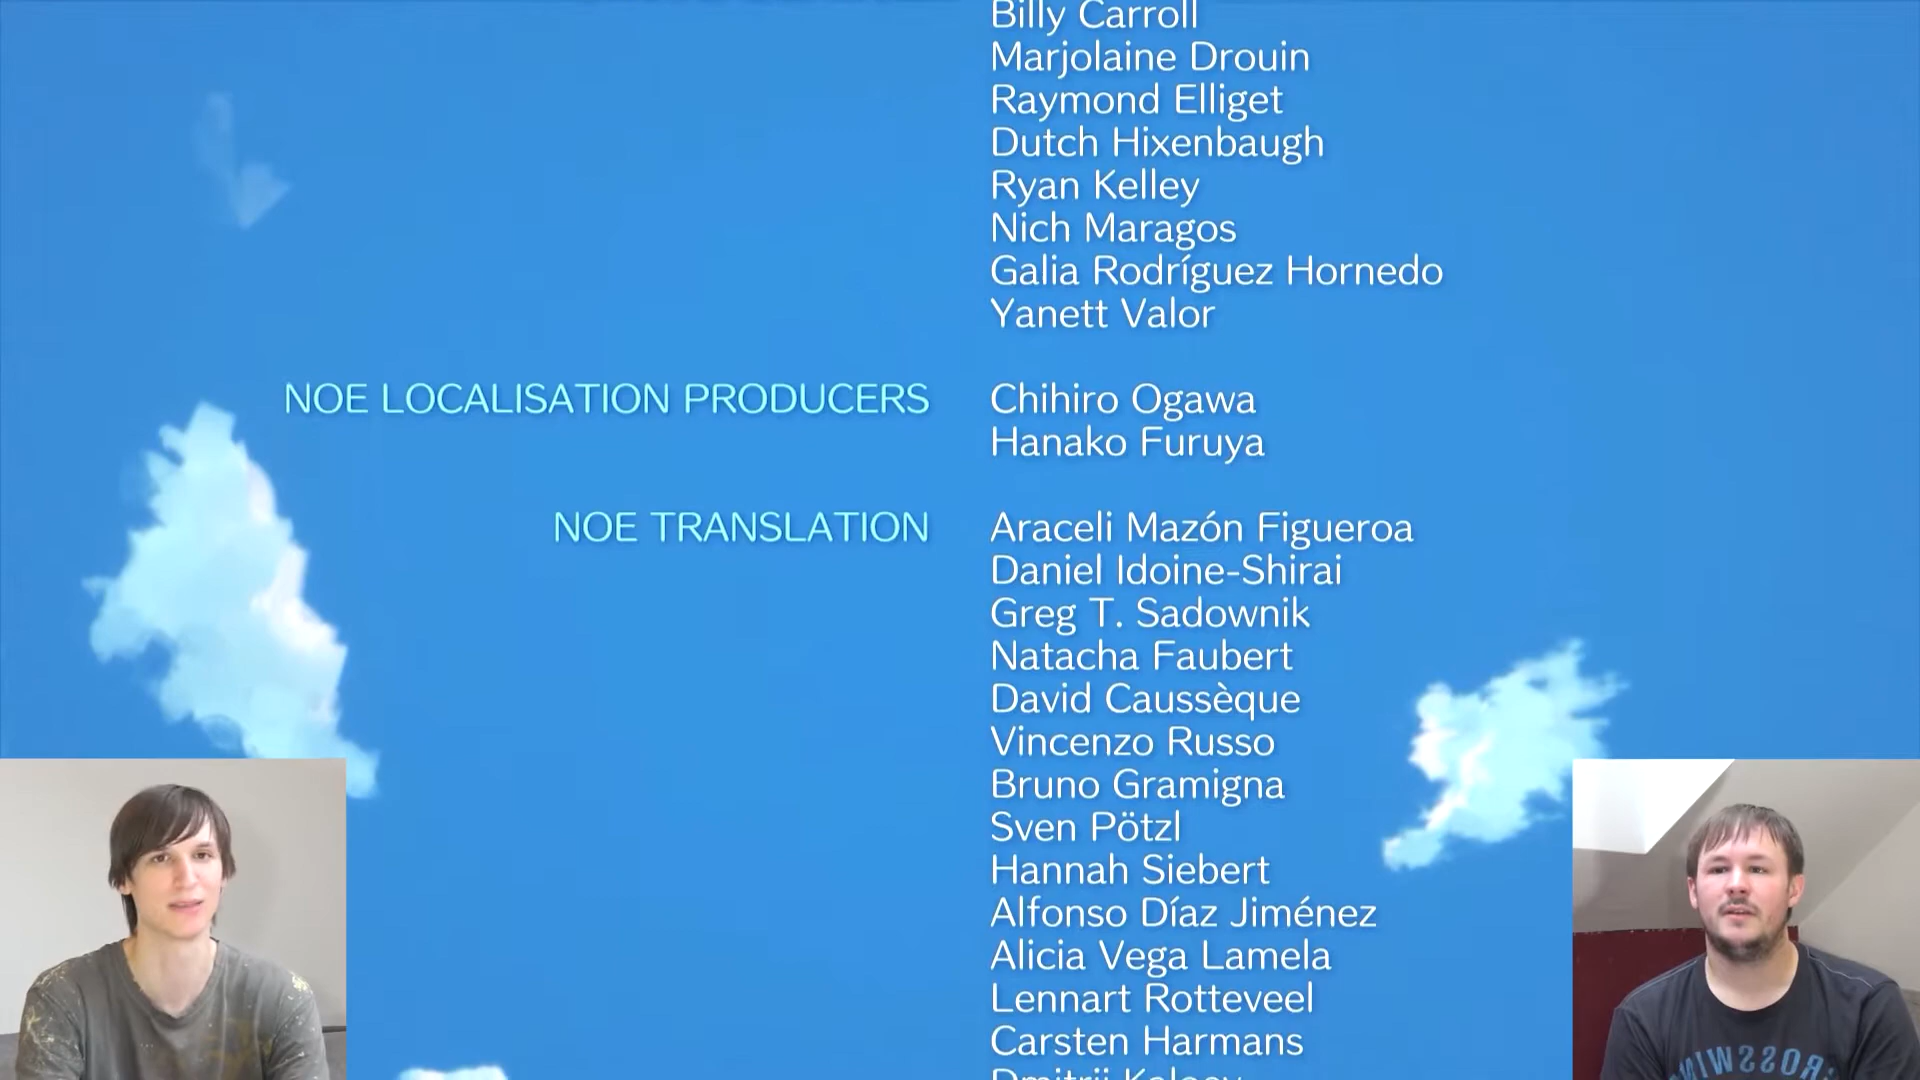 Billy Carroll
Marjolaine Drouin
Raymond Elliget
Dutch Hixenbaugh
Ryan Kelley
Nich Maragos
Galia Rodríguez Hornedo
Yanett Valor
NOE LOCALISATION PRODUCERS Chihiro Ogawa
Hanako Furuya
NOE TRANSLATION Araceli Mazón Figueroa
Daniel Idoine-Shirai
Greg T. Sadownik
Natacha Faubert
David Caussèque
Vincenzo Russo
Bruno Gramigna
Sven Pötzl
Hannah Siebert
Alfonso Díaz Jiménez
Alicia Vega Lamela
Lennart Rotteveel
Carsten Harmans